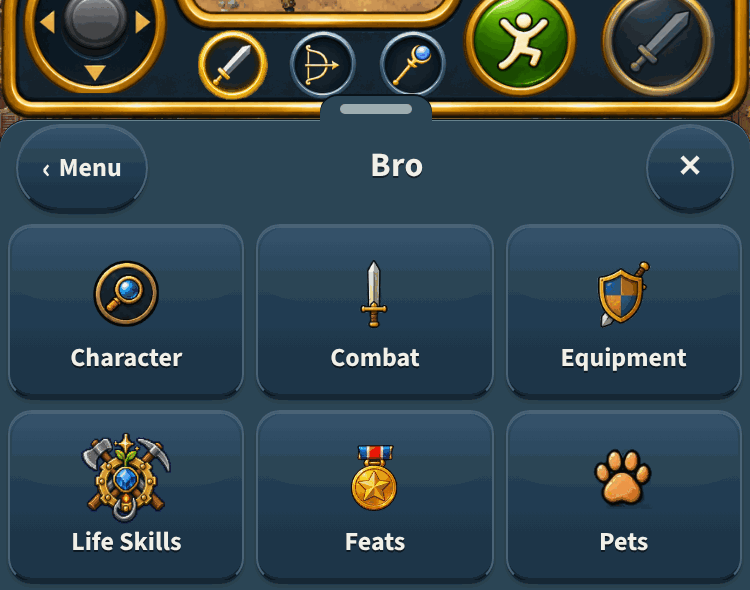 ‹ Menu
Bro
✕
Character
Combat
Equipment
Life Skills
Feats
Pets